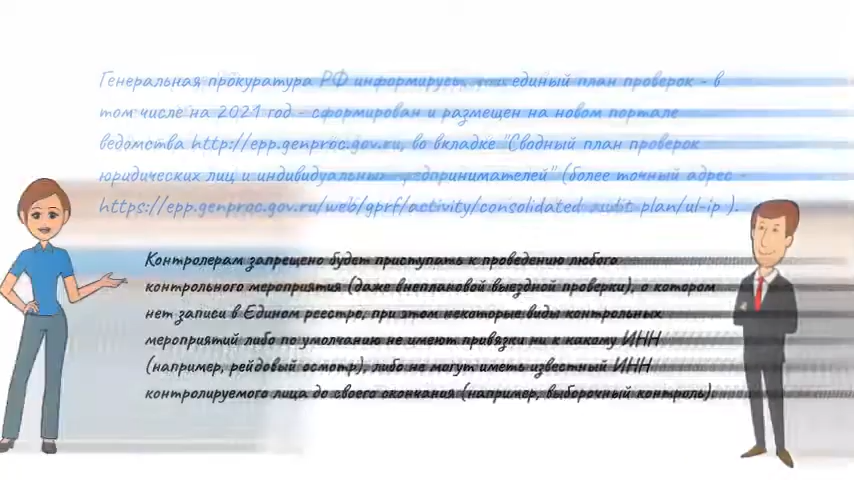 Генеральная прокуратура РФ информирует, что единый план проверок - в
том числе на 2021 год - сформирован и размещен на новом портале
ведомства http://epp.genproc.gov.ru, во вкладке "Сводный план проверок
юридических лиц и индивидуальных предпринимателей" (более точный адрес -
https://epp.genproc.gov.ru/web/gprf/activity/consolidated-audit-plan/ul-ip ).
Контролерам запрещено будет приступать к проведению любого
контрольного мероприятия (даже внеплановой выездной проверки), о котором
нет записи в Едином реестре, при этом некоторые виды контрольных
мероприятий либо по умолчанию не имеют привязки ни к какому ИНН
(например, рейдовый осмотр), либо не могут иметь известный ИНН
контролируемого лица до своего окончания (например, выборочный контроль).